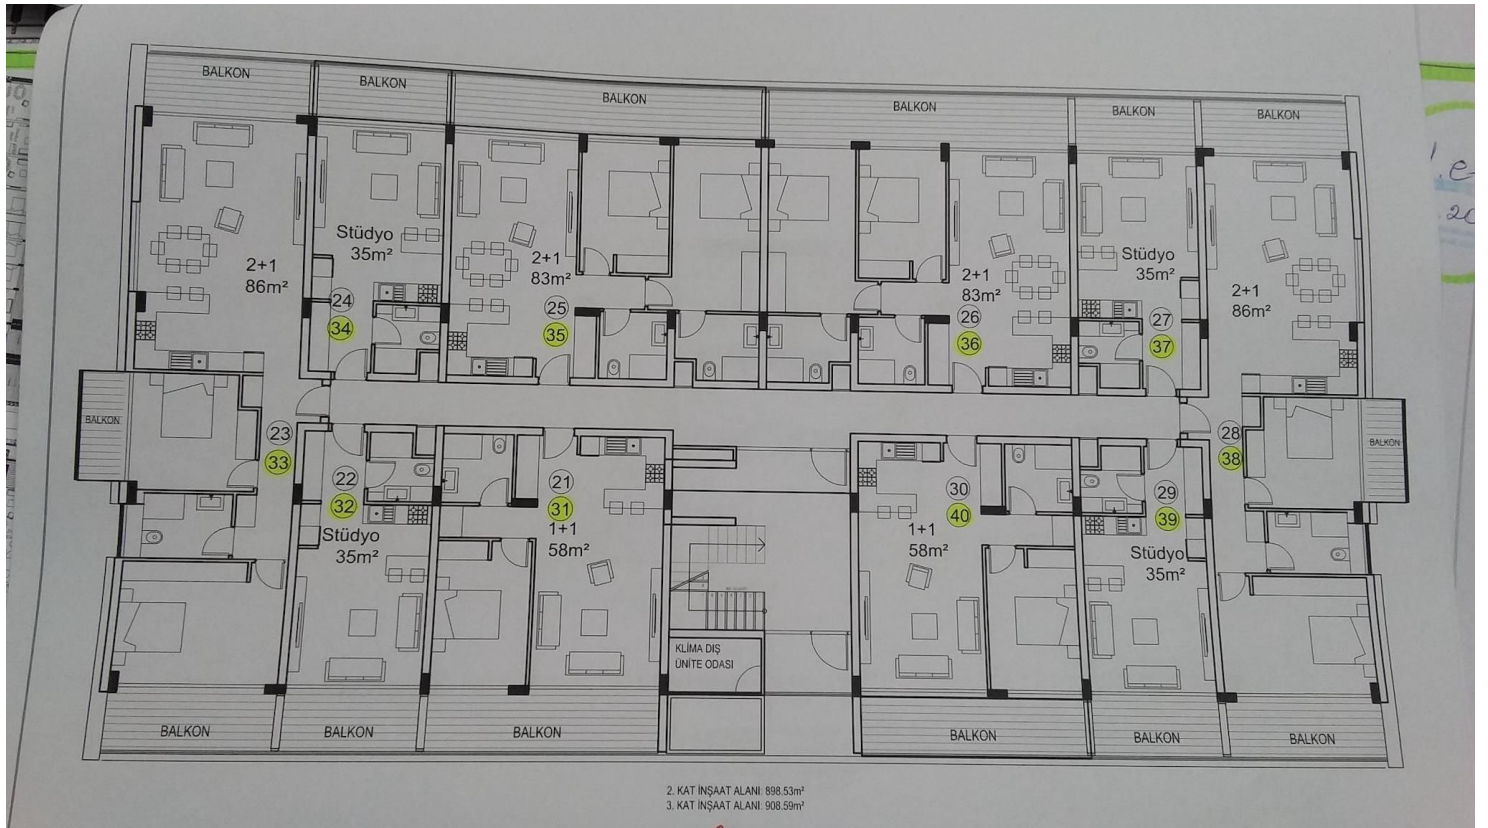 BALKON
BALKON
BALKON
BALKON
BALKON
BALKON
2+1
86m²
Stüdyo
35m²
24
34
2+1
83m²
25
35
2+1
83m²
26
36
Stüdyo
35m²
27
37
2+1
86m²
BALKON
23
33
22
32
Stüdyo
35m²
21
31
1+1
58m²
30
40
1+1
58m²
29
39
Stüdyo
35m²
28
38
BALKON
KLİMA DIŞ
ÜNİTE ODASI
BALKON
BALKON
BALKON
BALKON
BALKON
BALKON
2. KAT İNŞAAT ALANI: 898.53m²
3. KAT İNŞAAT ALANI: 908.59m²